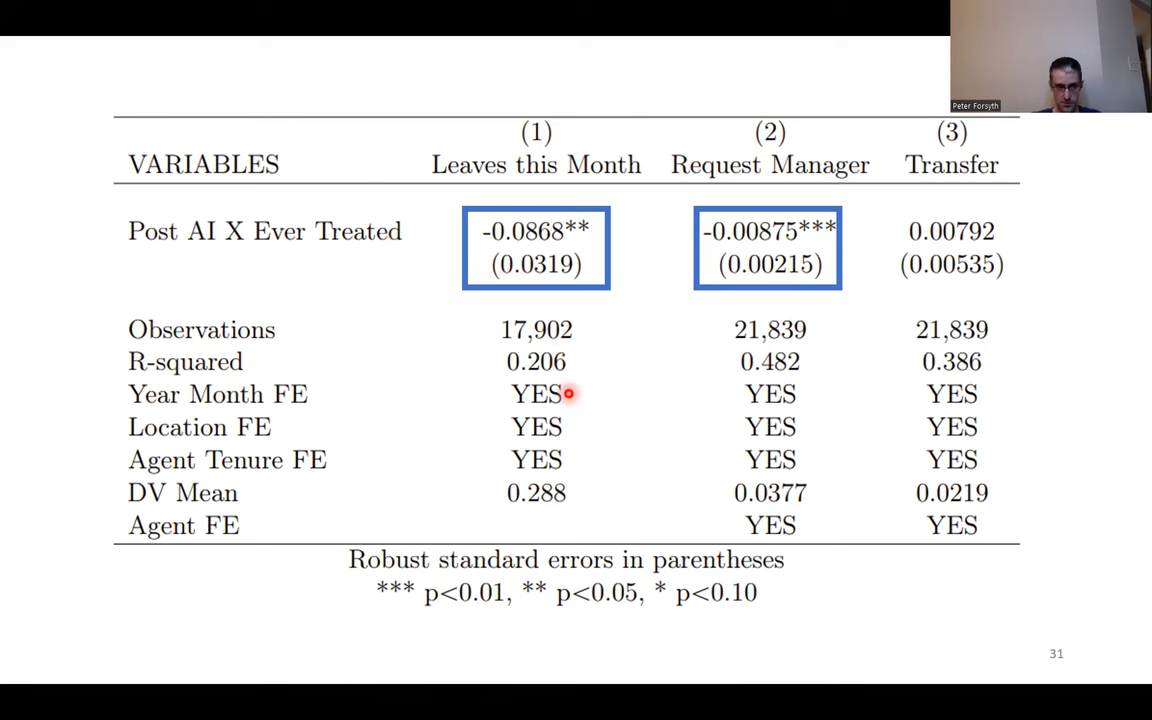 Peter Forsyth
(1) (2) (3)
VARIABLES Leaves this Month Request Manager Transfer
Post AI X Ever Treated -0.0868** -0.00875*** 0.00792
(0.0319) (0.00215) (0.00535)
Observations 17,902 21,839 21,839
R-squared 0.206 0.482 0.386
Year Month FE YES YES YES
Location FE YES YES YES
Agent Tenure FE YES YES YES
DV Mean 0.288 0.0377 0.0219
Agent FE YES YES
Robust standard errors in parentheses
*** p<0.01, ** p<0.05, * p<0.10
31